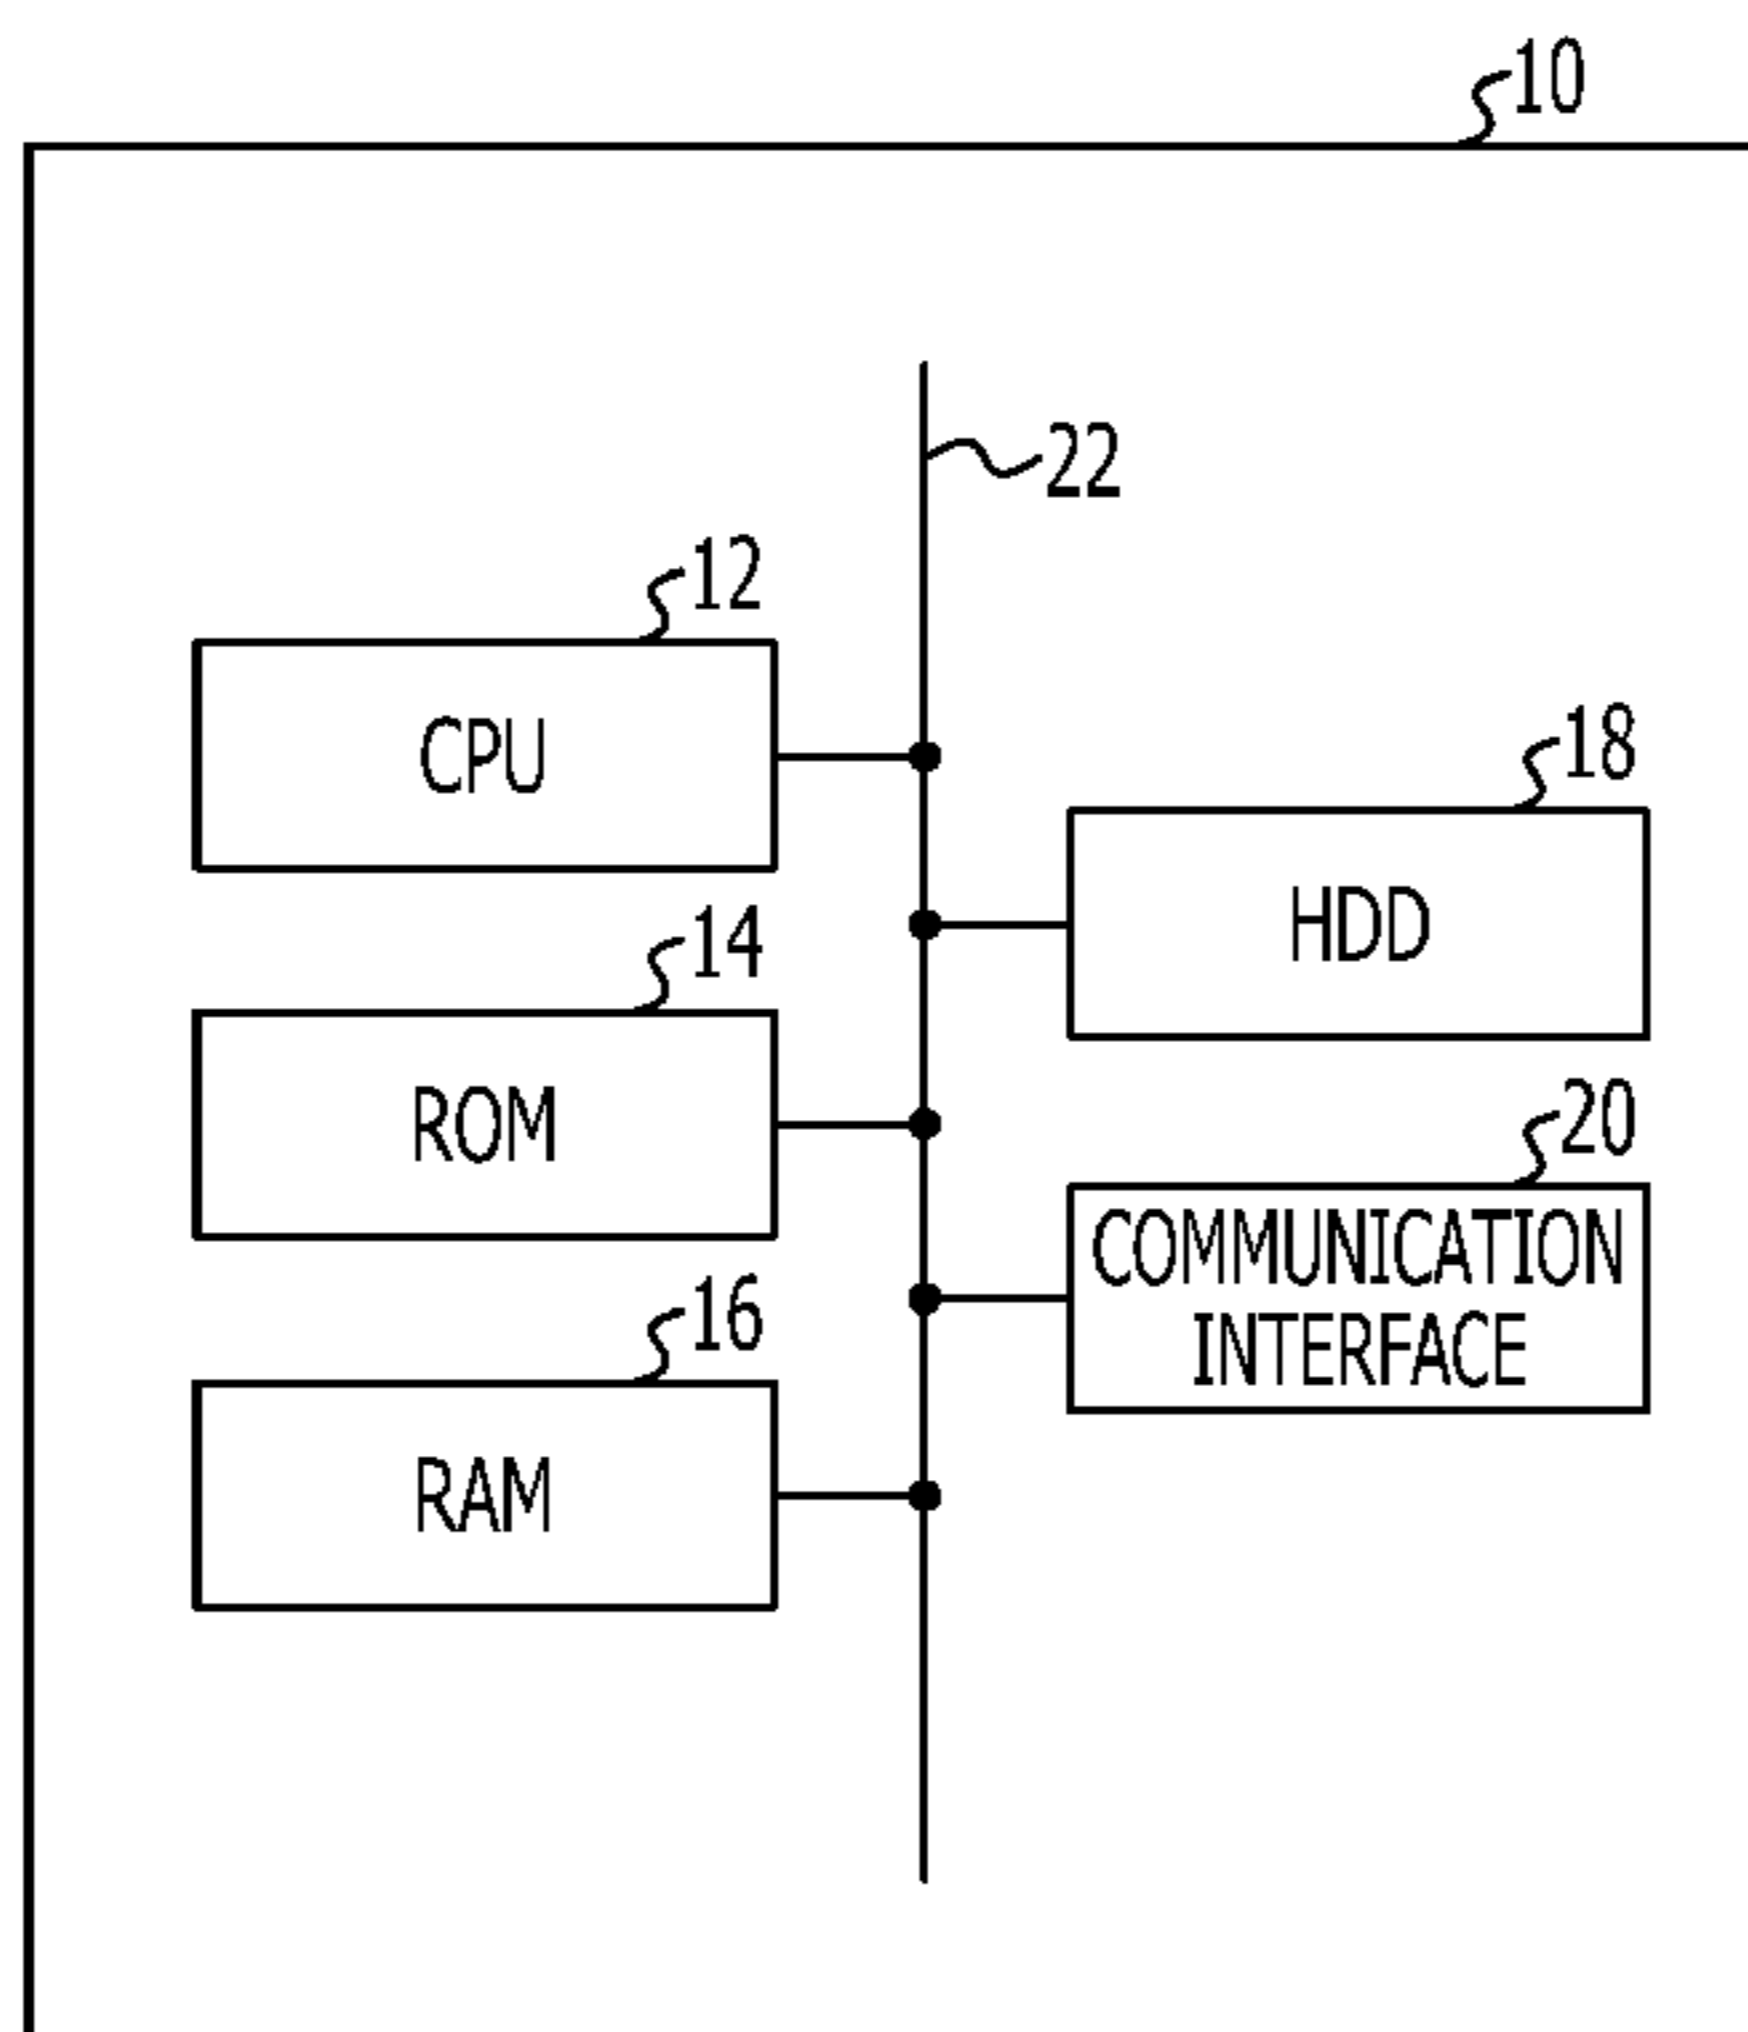 10
22
12
CPU
18
HDD
14
ROM
20
COMMUNICATION
INTERFACE
16
RAM